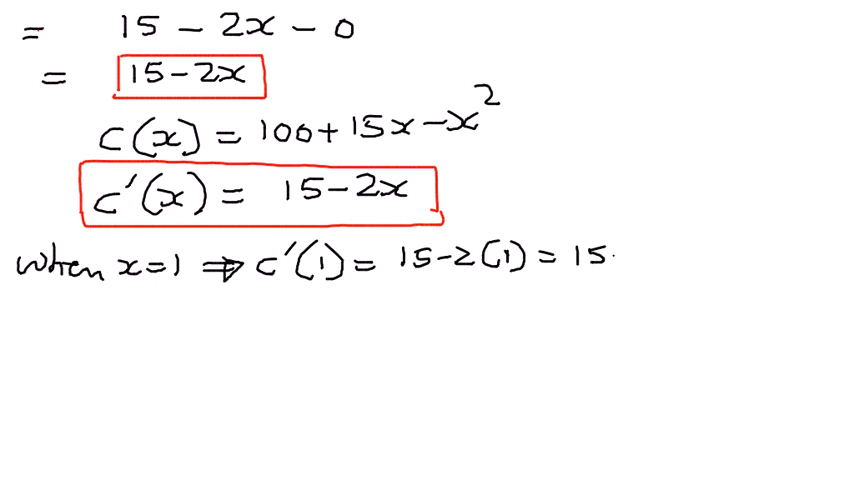 = 15 - 2x - 0
= 15 - 2x
C(x) = 100 + 15x - x²
C'(x) = 15 - 2x
when x = 1 ⇒ C'(1) = 15 - 2(1) = 15